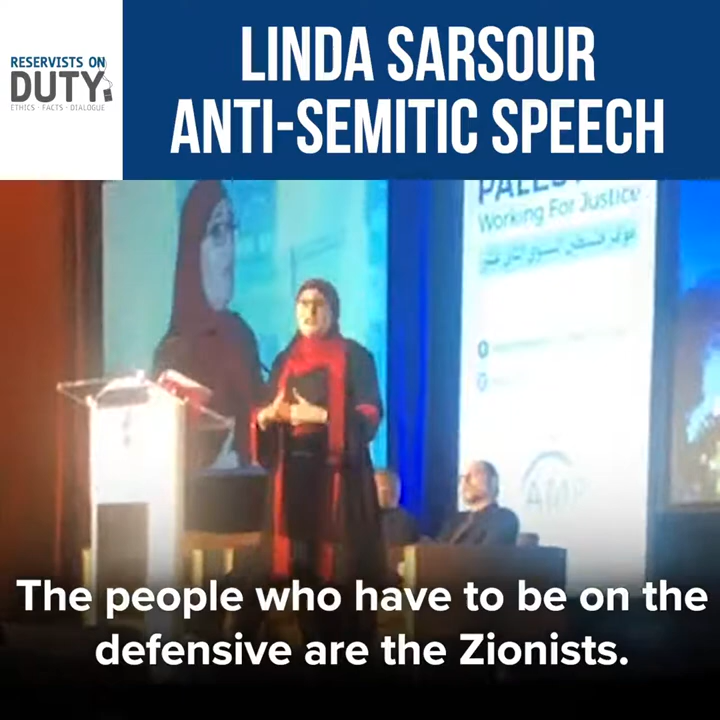 RESERVISTS ON
DUTY
ETHICS · FACTS · DIALOGUE
LINDA SARSOUR
ANTI-SEMITIC SPEECH
Working For Justice
AMP
The people who have to be on the
defensive are the Zionists.